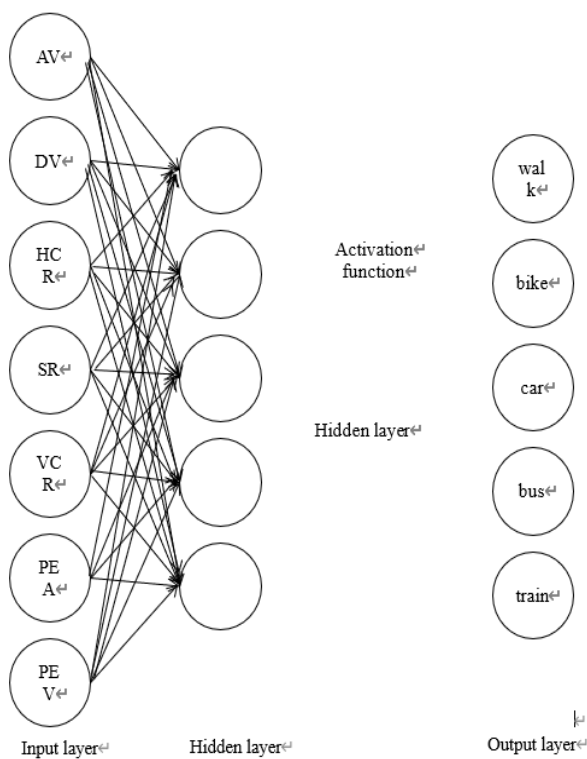 AV
DV
HC
R
SR
VC
R
PE
A
PE
V
Activation
function
Hidden layer
wal
k
bike
car
bus
train
Input layer
Hidden layer
Output layer